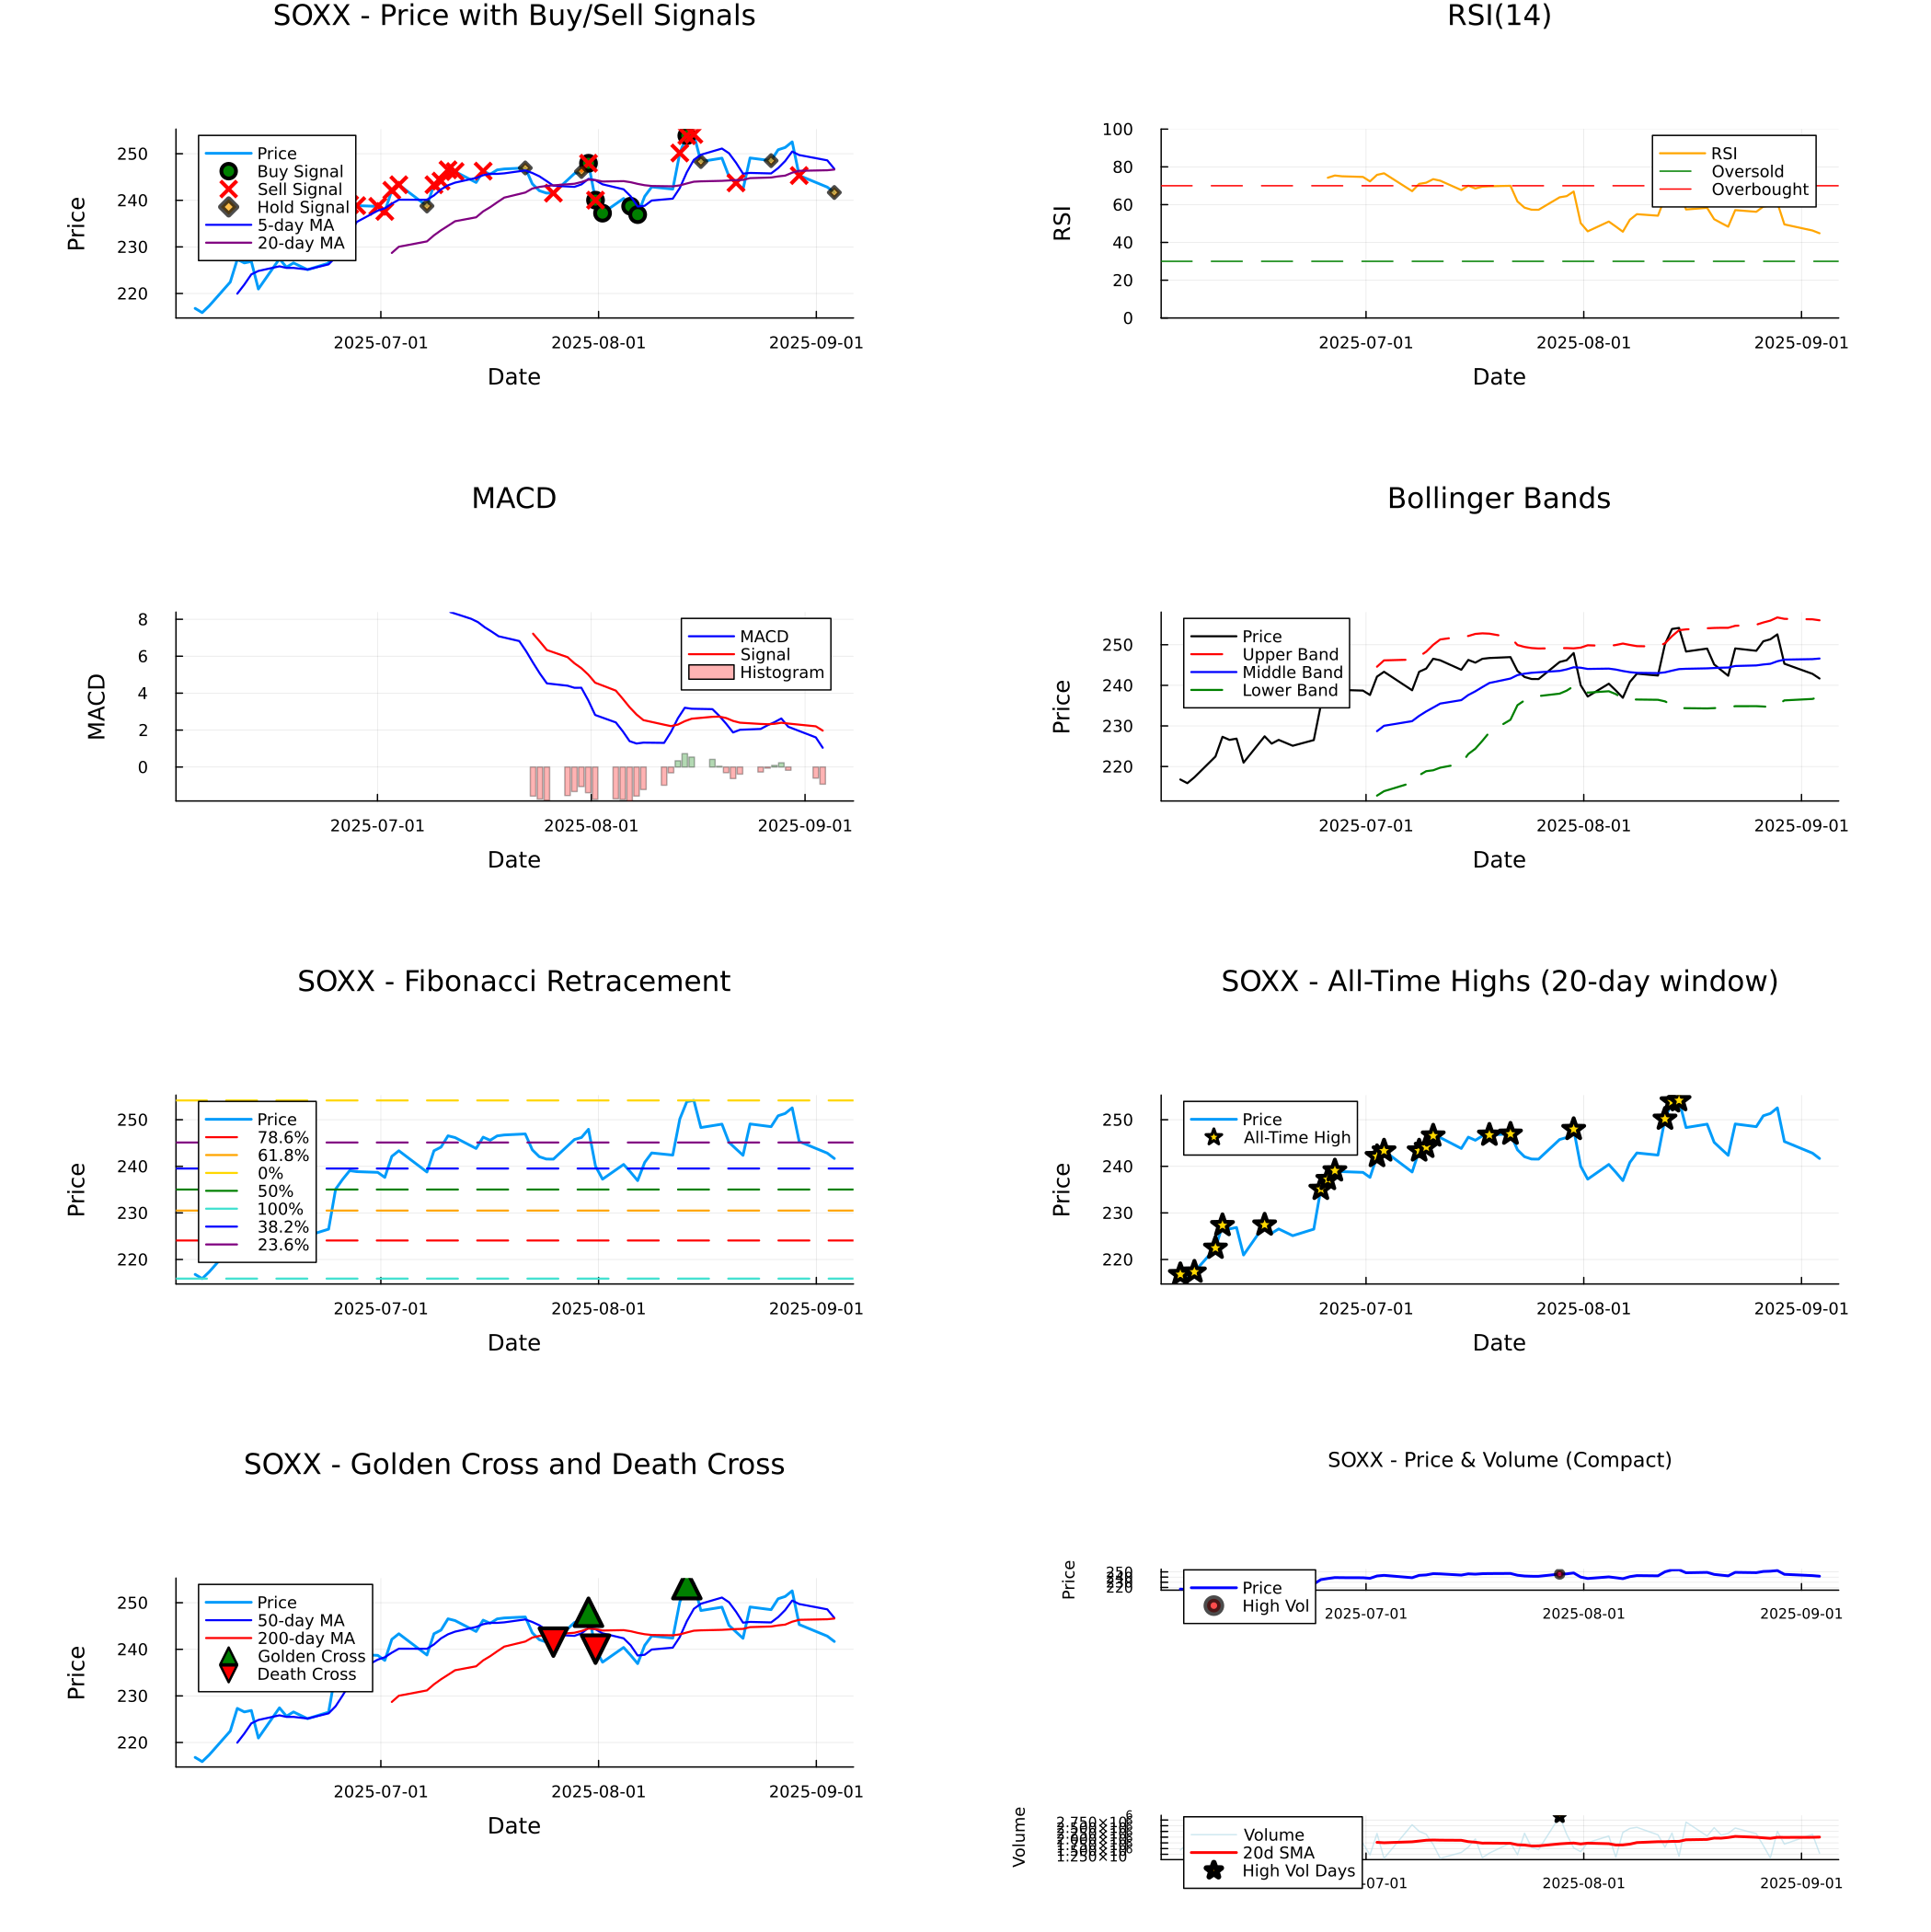 SOXX - Price with Buy/Sell Signals
Price
250
240
230
220
Price
Buy Signal
Sell Signal
Hold Signal
5-day MA
20-day MA
2025-07-01
2025-08-01
2025-09-01
Date
RSI(14)
RSI
100
80
60
40
20
0
RSI
Oversold
Overbought
2025-07-01
2025-08-01
2025-09-01
Date
MACD
MACD
8
6
4
2
0
MACD
Signal
Histogram
2025-07-01
2025-08-01
2025-09-01
Date
Bollinger Bands
Price
250
240
230
220
Price
Upper Band
Middle Band
Lower Band
2025-07-01
2025-08-01
2025-09-01
Date
SOXX - Fibonacci Retracement
Price
250
240
230
220
Price
78.6%
61.8%
0%
50%
100%
38.2%
23.6%
2025-07-01
2025-08-01
2025-09-01
Date
SOXX - All-Time Highs (20-day window)
Price
250
240
230
220
Price
All-Time High
2025-07-01
2025-08-01
2025-09-01
Date
SOXX - Golden Cross and Death Cross
Price
250
240
230
220
Price
50-day MA
200-day MA
Golden Cross
Death Cross
2025-07-01
2025-08-01
2025-09-01
Date
SOXX - Price & Volume (Compact)
Price
250
240
230
220
Price
High Vol
2025-07-01
2025-08-01
2025-09-01
Volume
Volume
20d SMA
High Vol Days
-07-01
2025-08-01
2025-09-01